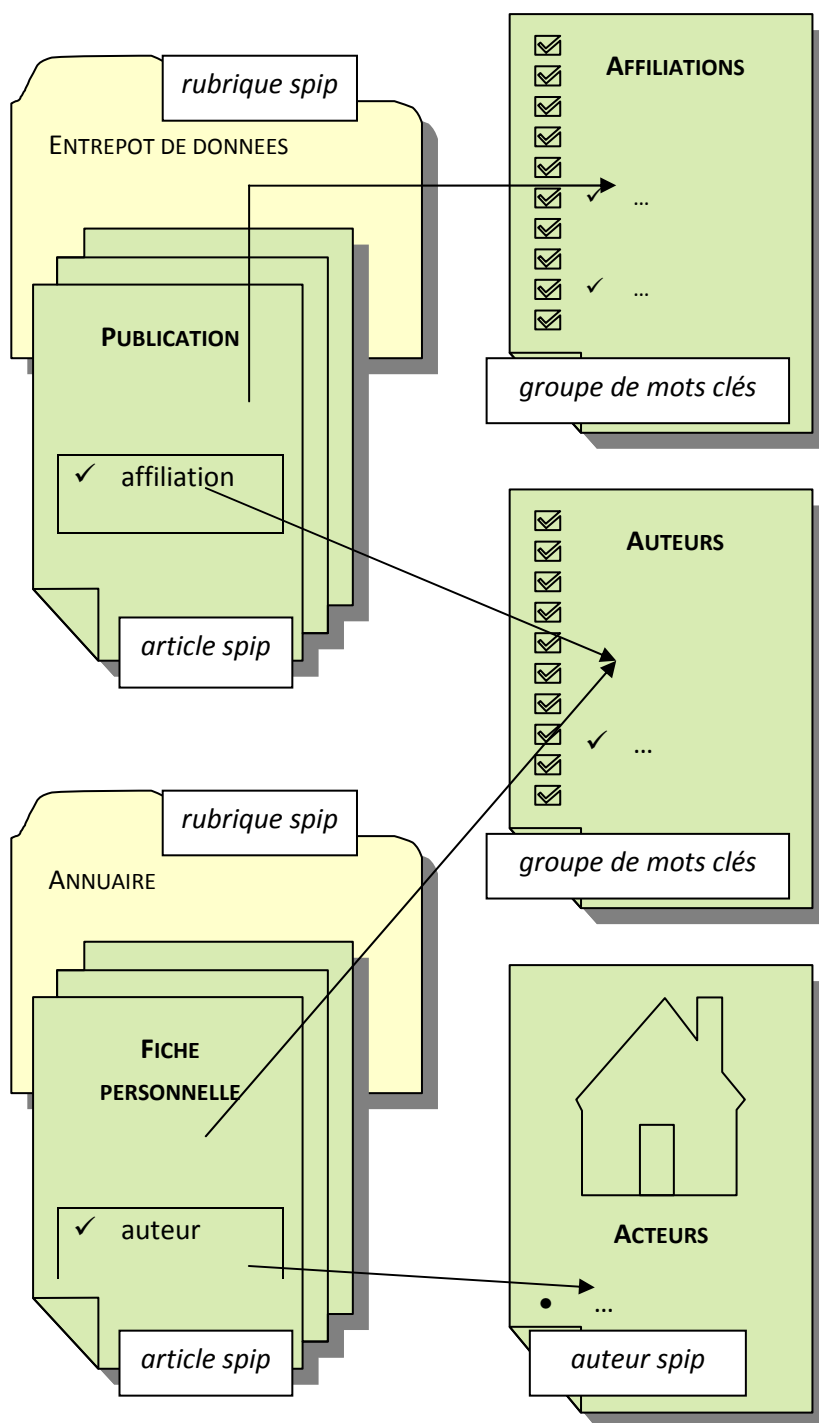 rubrique spip
ENTREPOT DE DONNEES
PUBLICATION
✓ affiliation
article spip
AFFILIATIONS
✓ ...
✓ ...
groupe de mots clés
AUTEURS
✓ ...
groupe de mots clés
rubrique spip
ANNUAIRE
FICHE
PERSONNELLE
✓ auteur
article spip
ACTEURS
• ...
auteur spip